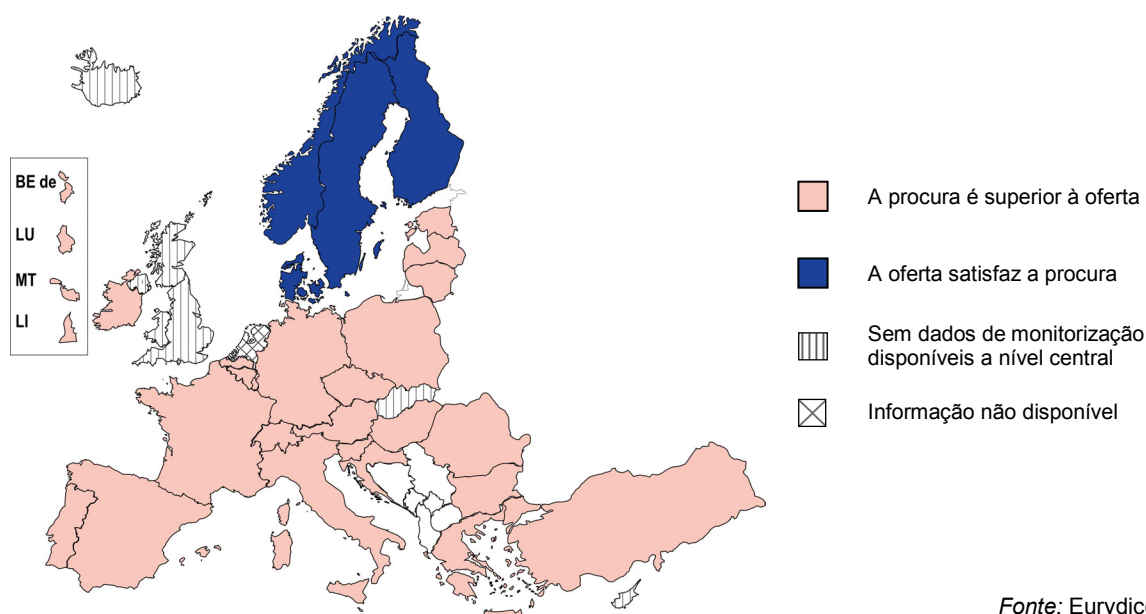 BE de
LU
MT
LI
A procura é superior à oferta
A oferta satisfaz a procura
Sem dados de monitorização
disponíveis a nível central
Informação não disponível
Fonte: Eurydic